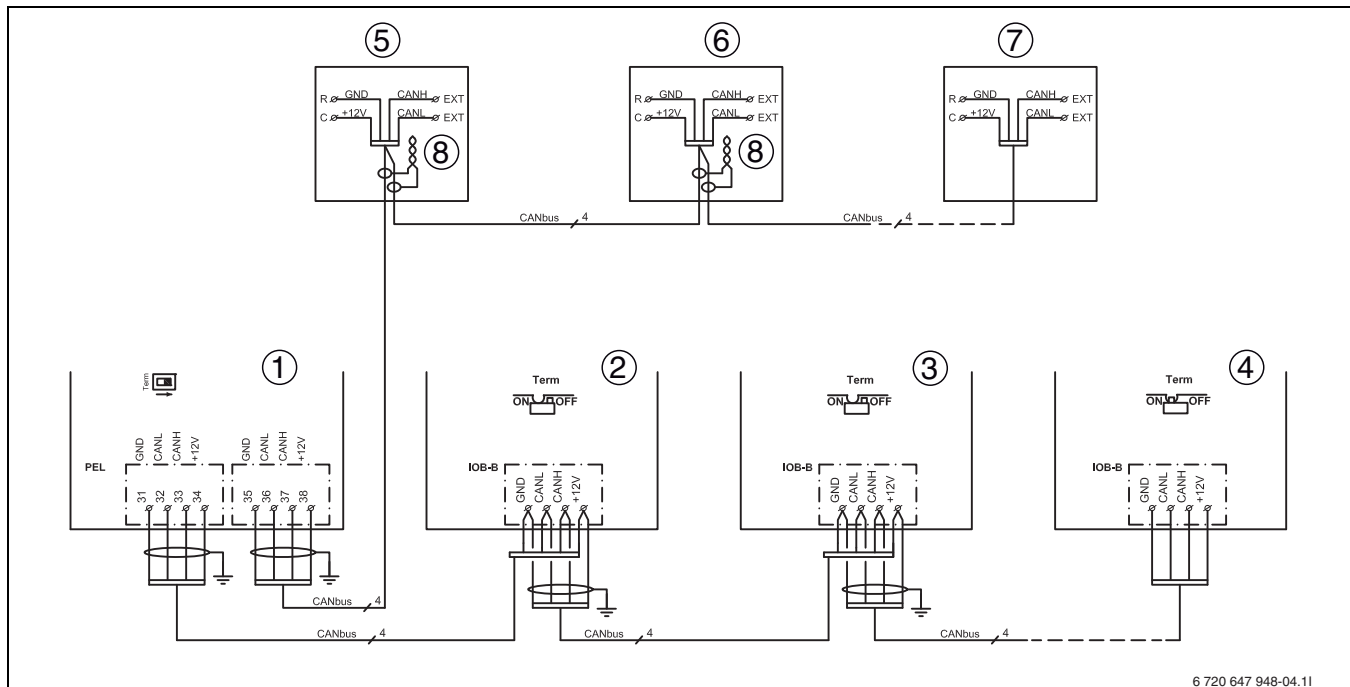 5 6 7
R GND CANH EXT
C +12V CANL EXT
8
R GND CANH EXT
C +12V CANL EXT
8
R GND CANH EXT
C +12V CANL EXT
CANbus 4
CANbus 4
1 2 3 4
Term
Term
ON OFF
Term
ON OFF
Term
ON OFF
PEL
GND CANL CANH +12V
31 32 33 34
GND CANL CANH +12V
35 36 37 38
IOB-B
GND CANL CANH +12V
IOB-B
GND CANL CANH +12V
IOB-B
GND CANL CANH +12V
CANbus 4
CANbus 4
CANbus 4
CANbus 4
6 720 647 948-04.1I